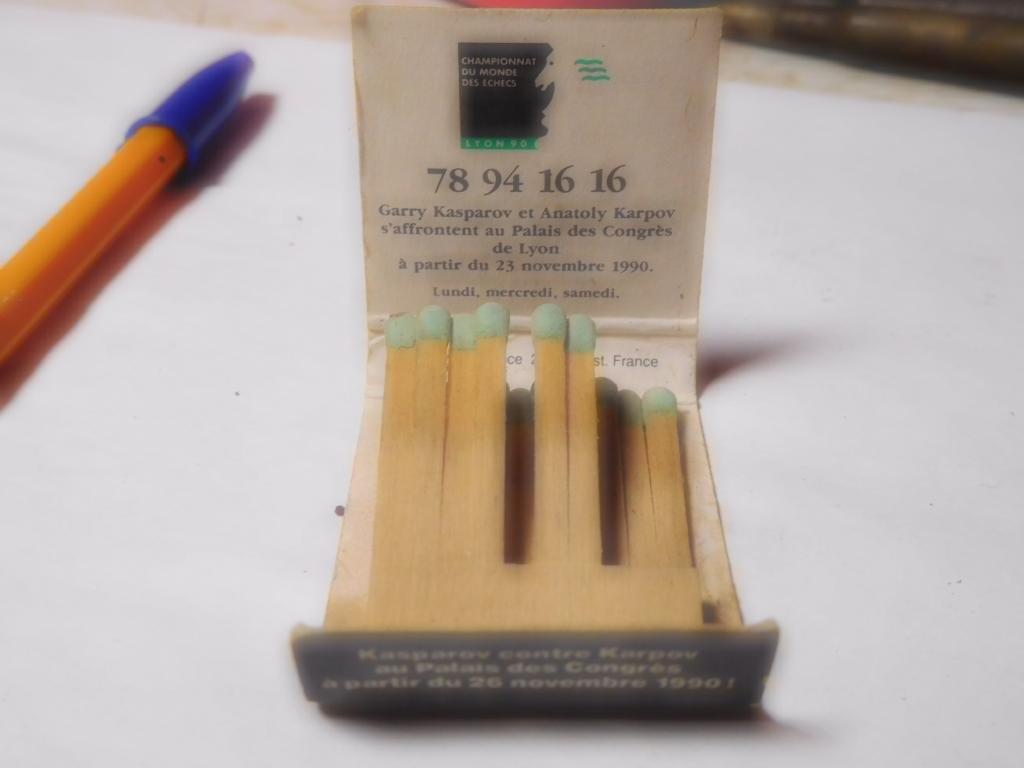 CHAMPIONNAT
DU MONDE
DES ECHECS
LYON 90
78 94 16 16
Garry Kasparov et Anatoly Karpov
s'affrontent au Palais des Congrès
de Lyon
à partir du 23 novembre 1990.
Lundi, mercredi, samedi.
France
Kasparov contre Karpov
au Palais des Congrès
à partir du 26 novembre 1990!